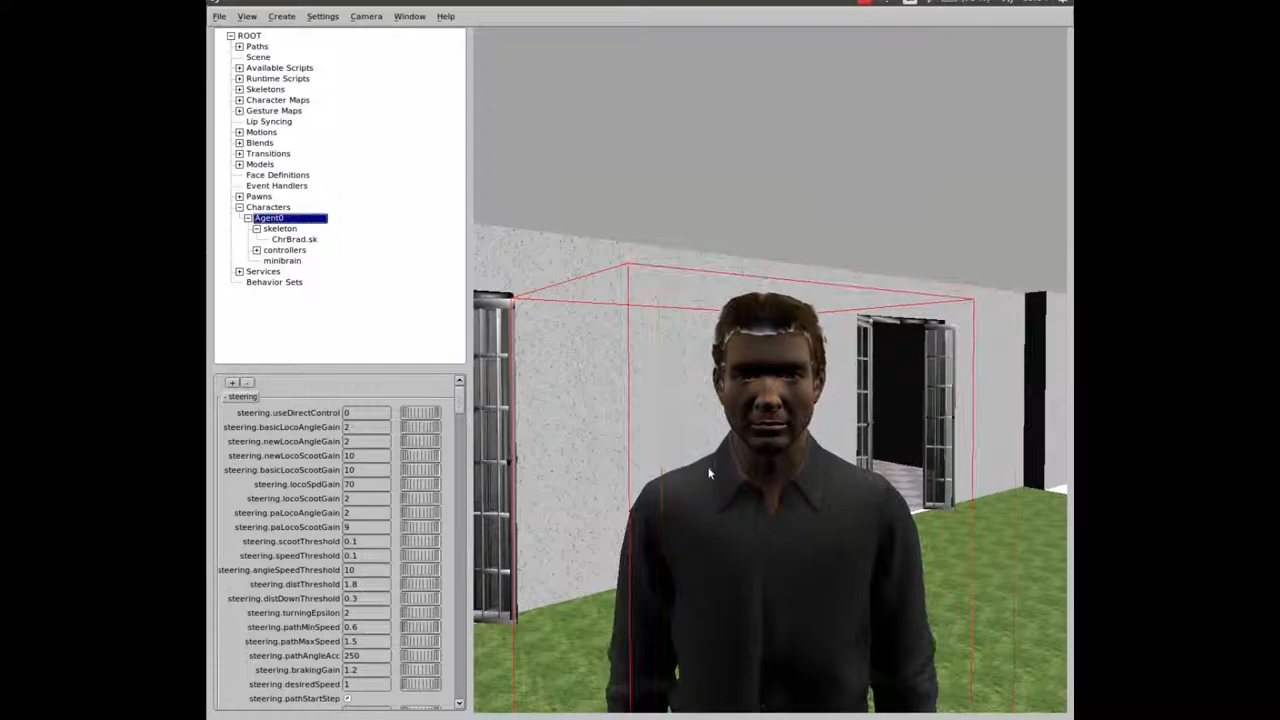 File View Create Settings Camera Window Help
ROOT
Paths
Scene
Available Scripts
Runtime Scripts
Skeletons
Character Maps
Gesture Maps
Lip Syncing
Motions
Blends
Transitions
Models
Face Definitions
Event Handlers
Pawns
Characters
Agent0
skeleton
ChrBrad.sk
controllers
minibrain
Services
Behavior Sets
+ -
- steering
steering.useDirectControl 0
steering.basicLocoAngleGain 2
steering.newLocoAngleGain 2
steering.newLocoScootGain 10
steering.basicLocoScootGain 10
steering.locoSpdGain 70
steering.locoScootGain 2
steering.paLocoAngleGain 2
steering.paLocoScootGain 9
steering.scootThreshold 0.1
steering.speedThreshold 0.1
steering.angleSpeedThreshold 10
steering.distThreshold 1.8
steering.distDownThreshold 0.3
steering.turningEpsilon 2
steering.pathMinSpeed 0.6
steering.pathMaxSpeed 1.5
steering.pathAngleAcc 250
steering.brakingGain 1.2
steering.desiredSpeed 1
steering.pathStartStep